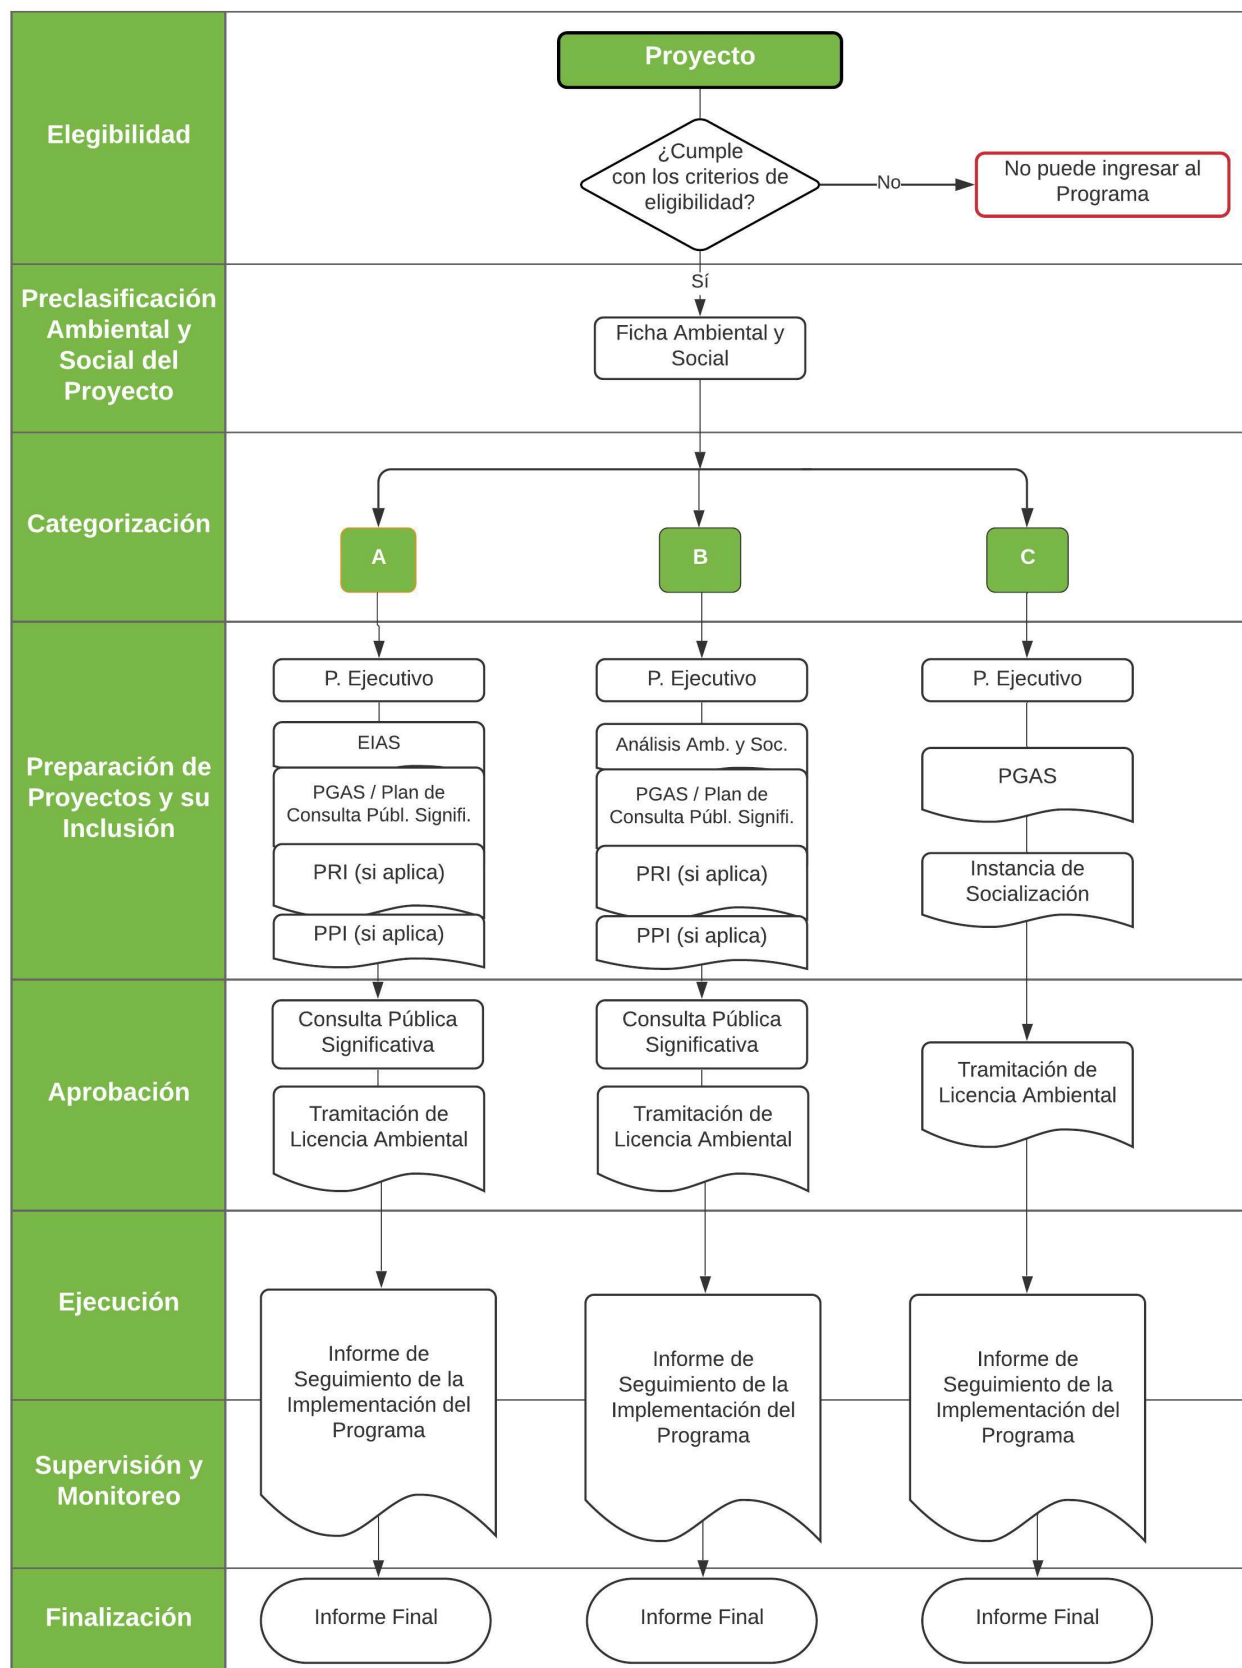 Proyecto
Elegibilidad
¿Cumple
con los criterios de
eligibilidad?
No
No puede ingresar al
Programa
Sí
Preclasificación
Ambiental y
Social del
Proyecto
Ficha Ambiental y
Social
Categorización
A
B
C
Preparación de
Proyectos y su
Inclusión
P. Ejecutivo
EIAS
PGAS / Plan de
Consulta Públ. Signifi.
PRI (si aplica)
PPI (si aplica)
P. Ejecutivo
Análisis Amb. y Soc.
PGAS / Plan de
Consulta Públ. Signifi.
PRI (si aplica)
PPI (si aplica)
P. Ejecutivo
PGAS
Instancia de
Socialización
Aprobación
Consulta Pública
Significativa
Tramitación de
Licencia Ambiental
Consulta Pública
Significativa
Tramitación de
Licencia Ambiental
Tramitación de
Licencia Ambiental
Ejecución
Informe de
Seguimiento de la
Implementación del
Programa
Informe de
Seguimiento de la
Implementación del
Programa
Informe de
Seguimiento de la
Implementación del
Programa
Supervisión y
Monitoreo
Finalización
Informe Final
Informe Final
Informe Final